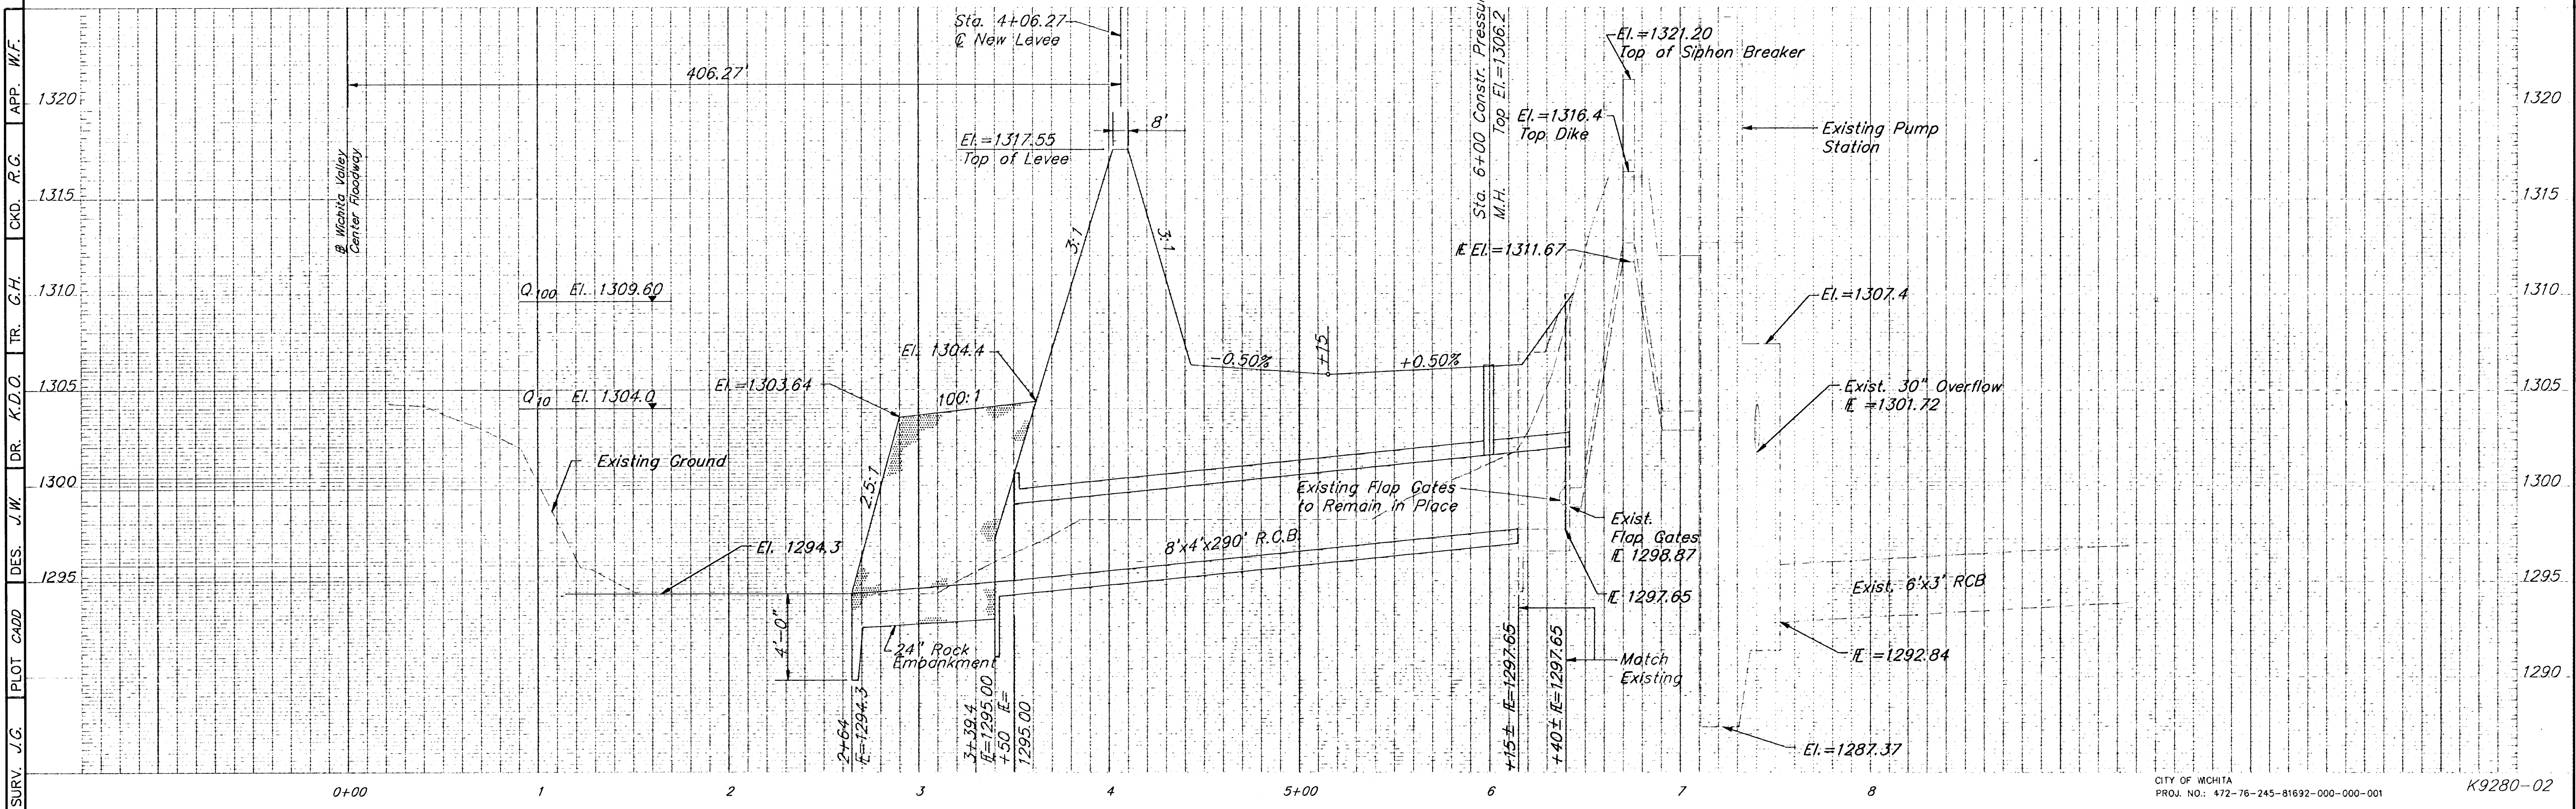 SURV. J.G.
PLOT CADD
DES. J.W.
DR. K.D.O.
TR. G.H.
CKD. R.G.
APP. W.F.
1320
1315
1310
1305
1300
1295
1290
406.27'
Sta. 4+06.27
℄ New Levee
Wichita Valley
Center Floodway
El.=1317.55
Top of Levee
8'
3:1
3:1
Q100 El. 1309.60
Q10 El. 1304.0
El. 1304.4
El.=1303.64
100:1
2.5:1
Existing Ground
El. 1294.3
4'-0"
24" Rock
Embankment
-0.50%
+15
+0.50%
Sta. 6+00 Constr. Pressur
M.H. Top El.=1306.2
El.=1321.20
Top of Siphon Breaker
El.=1316.4
Top Dike
El.=1311.67
Existing Pump
Station
El.=1307.4
Exist. 30" Overflow
=1301.72
Existing Flap Gates
to Remain in Place
8'x4'x290' R.C.B.
Exist.
Flap Gates
1298.87
1297.65
Match
Existing
Exist. 6'x3' RCB
=1292.84
El.=1287.37
2+64
=1294.3
3+39.4
=1295.00
+50 =
1295.00
+15± =1297.65
+40± =1297.65
1320
1315
1310
1305
1300
1295
1290
0+00 1 2 3 4 5+00 6 7 8
CITY OF WICHITA
PROJ. NO.: 472-76-245-81692-000-000-001
K9280-02